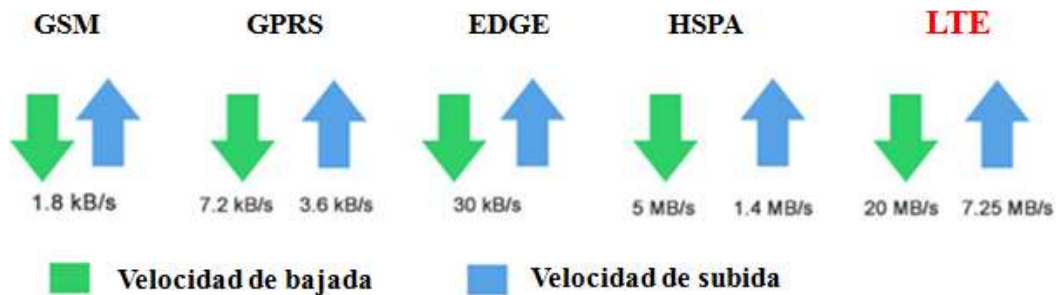 GSM GPRS EDGE HSPA LTE
1.8 kB/s 7.2 kB/s 3.6 kB/s 30 kB/s 5 MB/s 1.4 MB/s 20 MB/s 7.25 MB/s
Velocidad de bajada Velocidad de subida